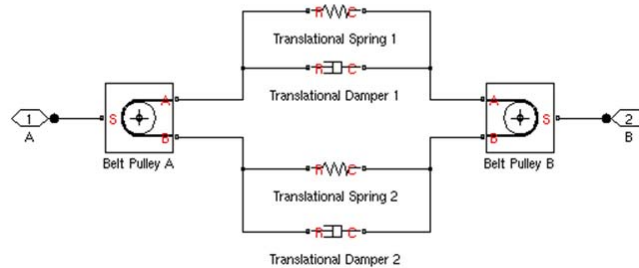 R C
Translational Spring 1
R C
Translational Damper 1
1
A
S A
B
Belt Pulley A
A S
B
Belt Pulley B
2
B
R C
Translational Spring 2
R C
Translational Damper 2